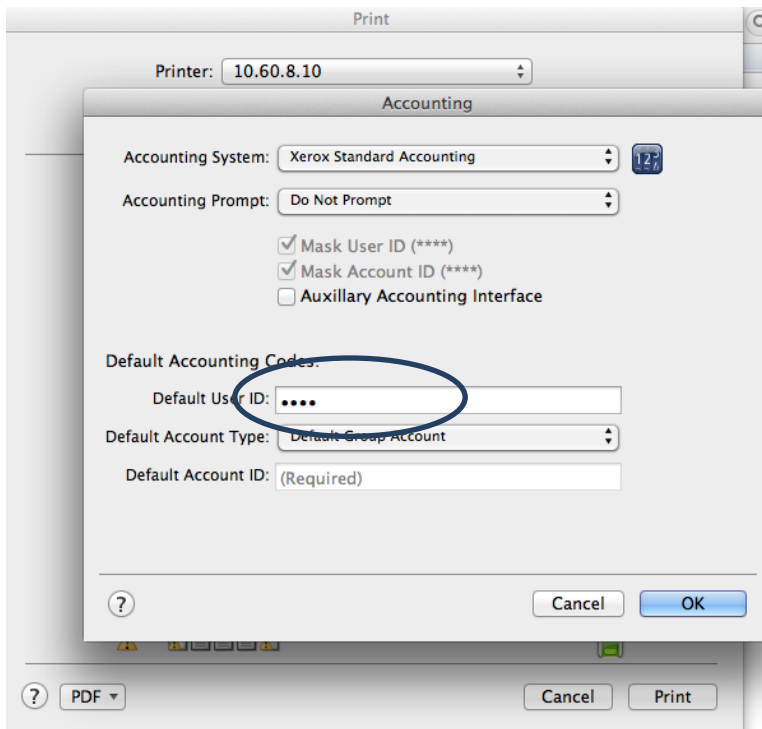 Print
Printer: 10.60.8.10
Accounting
Accounting System: Xerox Standard Accounting
Accounting Prompt: Do Not Prompt
Mask User ID (****)
Mask Account ID (****)
Auxillary Accounting Interface
Default Accounting Codes:
Default User ID: ••••
Default Account Type: Default Group Account
Default Account ID: (Required)
? Cancel OK
? PDF Cancel Print